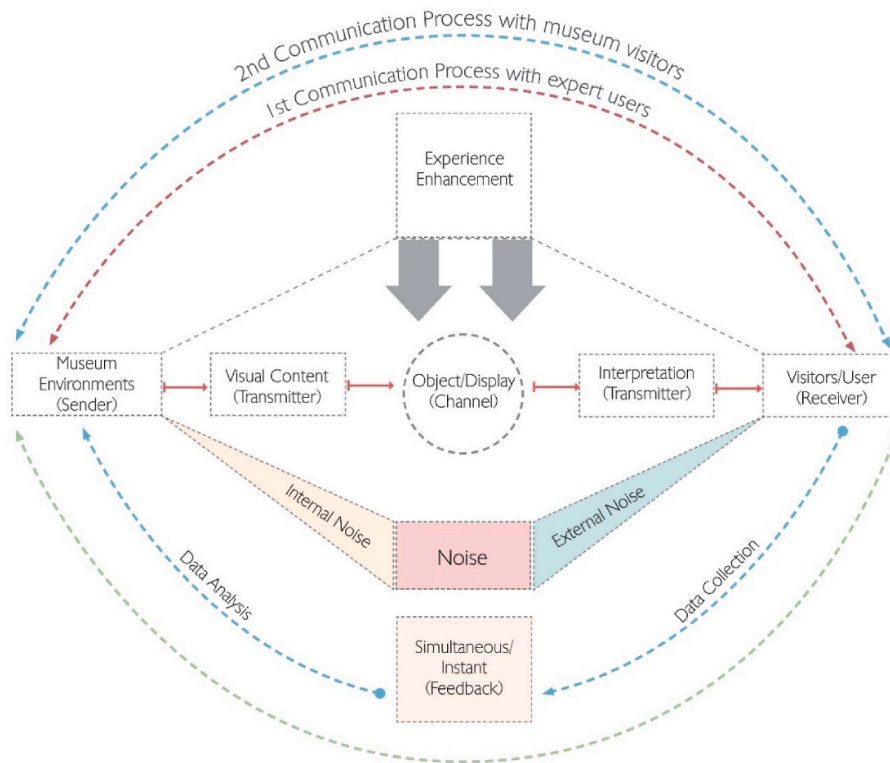 2nd Communication Process with museum visitors
1st Communication Process with expert users
Experience
Enhancement
Museum
Environments
(Sender)
Visual Content
(Transmitter)
Object/Display
(Channel)
Interpretation
(Transmitter)
Visitors/User
(Receiver)
Internal Noise
Noise
External Noise
Data Analysis
Simultaneous/
Instant
(Feedback)
Data Collection